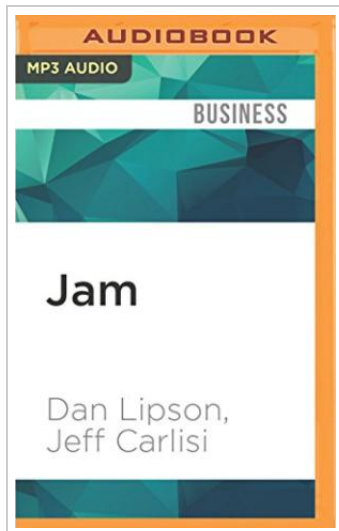 AUDIOBOOK
MP3 AUDIO
BUSINESS
Jam
Dan Lipson,
Jeff Carlisi